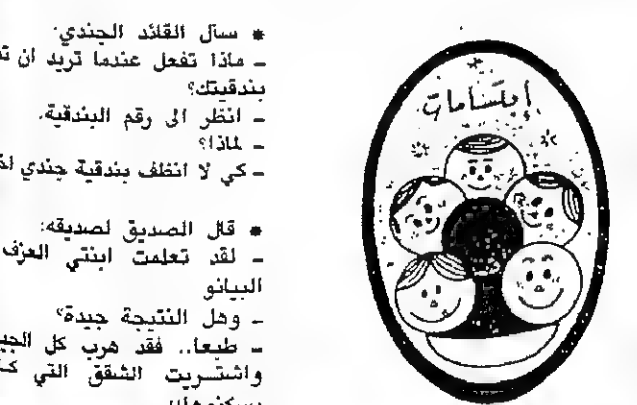 إبتسامات
* سأل القائد الجندي:
ـ ماذا تفعل عندما تريد ان
بندقيتك؟
ـ انظر الى رقم البندقية.
ـ لماذا؟
ـ كي لا انظف بندقية جندي
* قال الصديق لصديقه:
ـ لقد تعلمت ابنتي العزف
البيانو
ـ وهل النتيجة جيدة؟
ـ طبعا.. فقد هرب كل
واشتريت الشقق التي